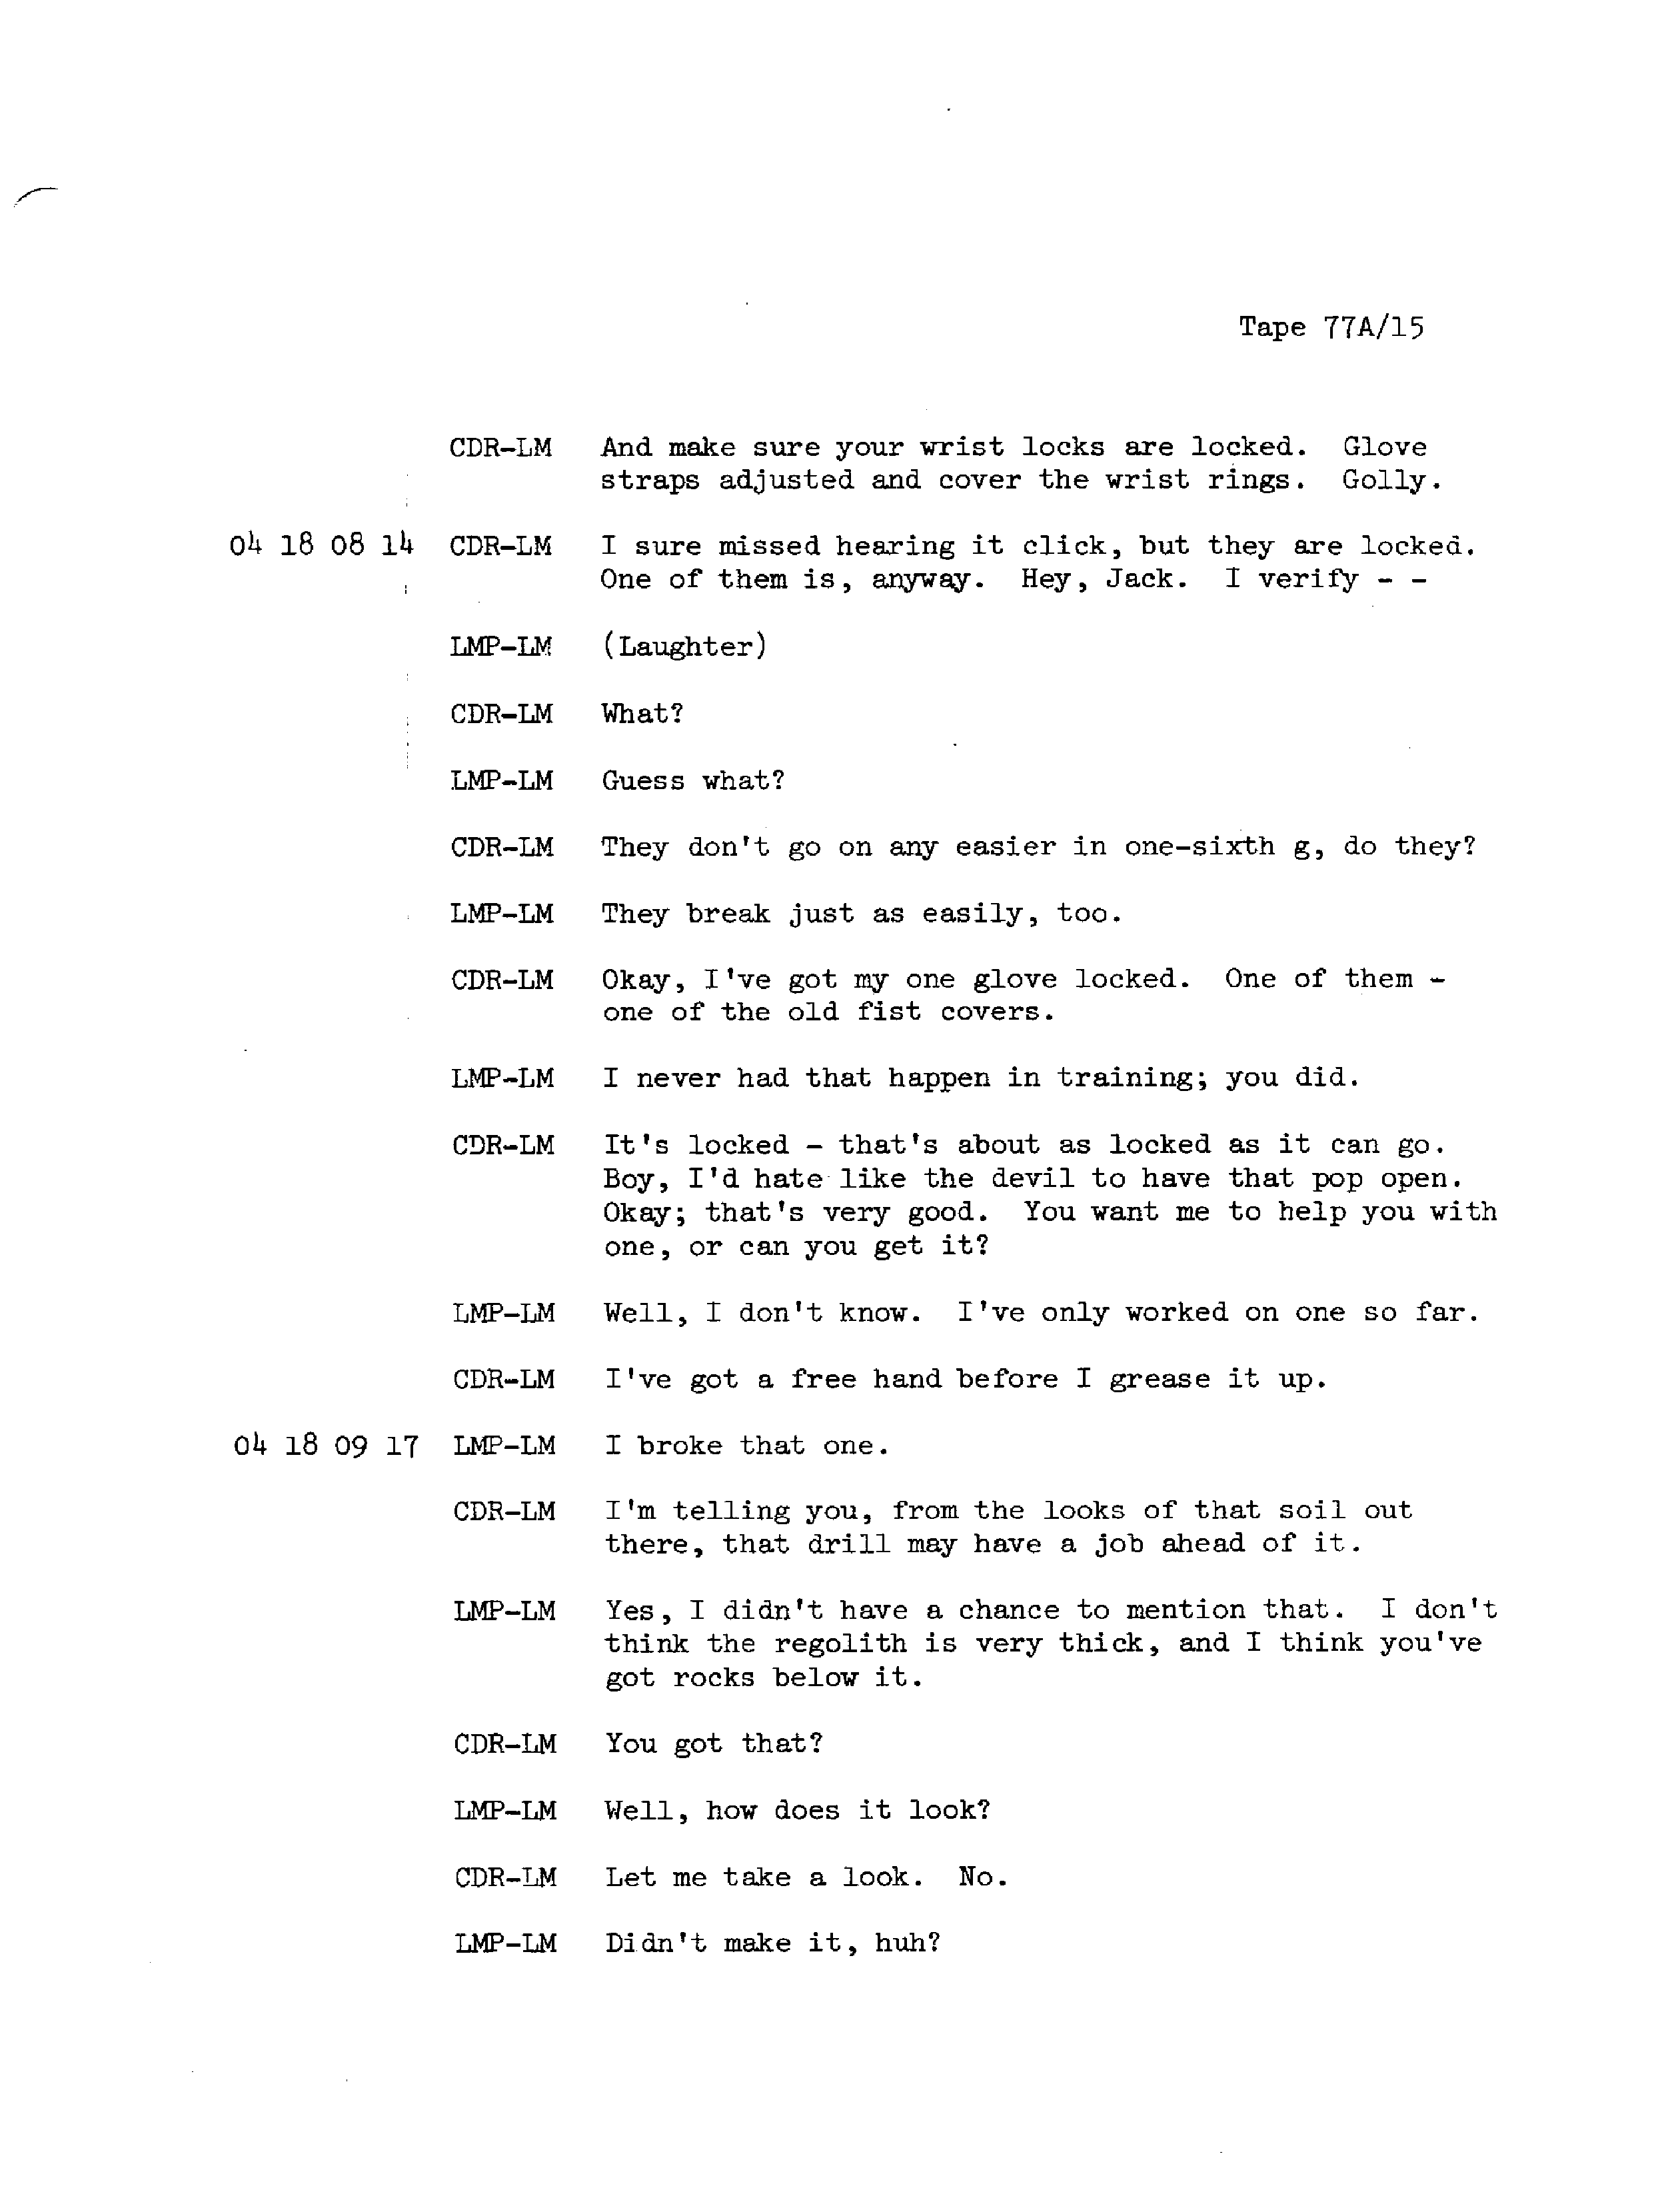 Tape 77A/15
CDR-LM And make sure your wrist locks are locked. Glove
straps adjusted and cover the wrist rings. Golly.
04 18 08 14 CDR-LM I sure missed hearing it click, but they are locked.
One of them is, anyway. Hey, Jack. I verify - -
LMP-LM (Laughter)
CDR-LM What?
LMP-LM Guess what?
CDR-LM They don't go on any easier in one-sixth g, do they?
LMP-LM They break just as easily, too.
CDR-LM Okay, I've got my one glove locked. One of them -
one of the old fist covers.
LMP-LM I never had that happen in training; you did.
CDR-LM It's locked - that's about as locked as it can go.
Boy, I'd hate like the devil to have that pop open.
Okay; that's very good. You want me to help you with
one, or can you get it?
LMP-LM Well, I don't know. I've only worked on one so far.
CDR-LM I've got a free hand before I grease it up.
04 18 09 17 LMP-LM I broke that one.
CDR-LM I'm telling you, from the looks of that soil out
there, that drill may have a job ahead of it.
LMP-LM Yes, I didn't have a chance to mention that. I don't
think the regolith is very thick, and I think you've
got rocks below it.
CDR-LM You got that?
LMP-LM Well, how does it look?
CDR-LM Let me take a look. No.
LMP-LM Didn't make it, huh?